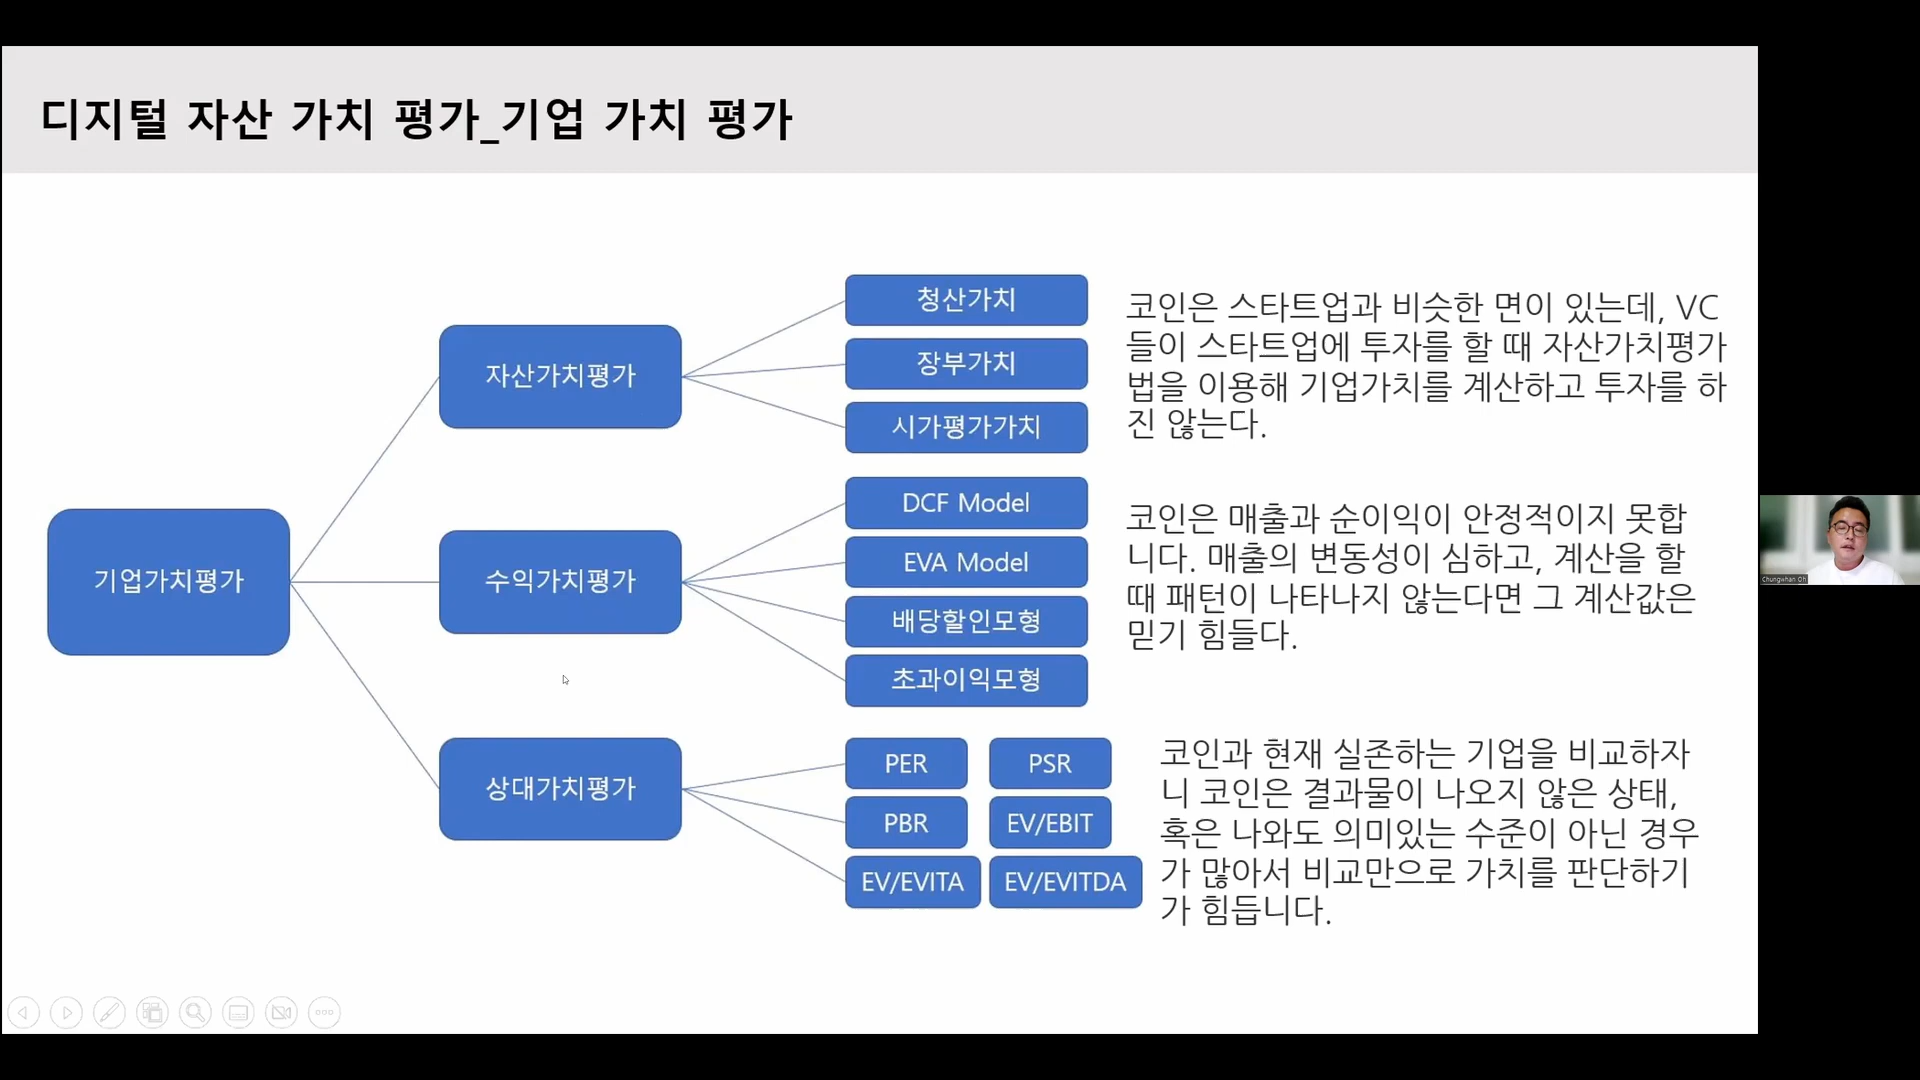 디지털 자산 가치 평가_기업 가치 평가
기업가치평가
자산가치평가
청산가치
장부가치
시가평가가치
코인은 스타트업과 비슷한 면이 있는데, VC
들이 스타트업에 투자를 할 때 자산가치평가
법을 이용해 기업가치를 계산하고 투자를 하
진 않는다.
수익가치평가
DCF Model
EVA Model
배당할인모형
초과이익모형
코인은 매출과 순이익이 안정적이지 못합
니다. 매출의 변동성이 심하고, 계산을 할
때 패턴이 나타나지 않는다면 그 계산값은
믿기 힘들다.
상대가치평가
PER
PSR
PBR
EV/EBIT
EV/EVITA
EV/EVITDA
코인과 현재 실존하는 기업을 비교하자
니 코인은 결과물이 나오지 않은 상태,
혹은 나와도 의미있는 수준이 아닌 경우
가 많아서 비교만으로 가치를 판단하기
가 힘듭니다.
Chungwhan Oh